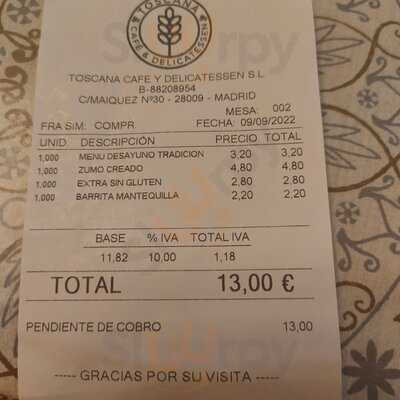 TOSCANA
CAFE & DELICATESSEN
TOSCANA CAFE Y DELICATESSEN S.L
B-88208954
C/MAIQUEZ Nº30 - 28009 - MADRID
MESA: 002
FRA SIM: COMPR FECHA: 09/09/2022
UNID DESCRIPCIÓN PRECIO TOTAL
1,000 MENU DESAYUNO TRADICION 3,20 3,20
1,000 ZUMO CREADO 4,80 4,80
1,000 EXTRA SIN GLUTEN 2,80 2,80
1,000 BARRITA MANTEQUILLA 2,20 2,20
BASE % IVA TOTAL IVA
11,82 10,00 1,18
TOTAL 13,00 €
PENDIENTE DE COBRO 13,00
----- GRACIAS POR SU VISITA -----